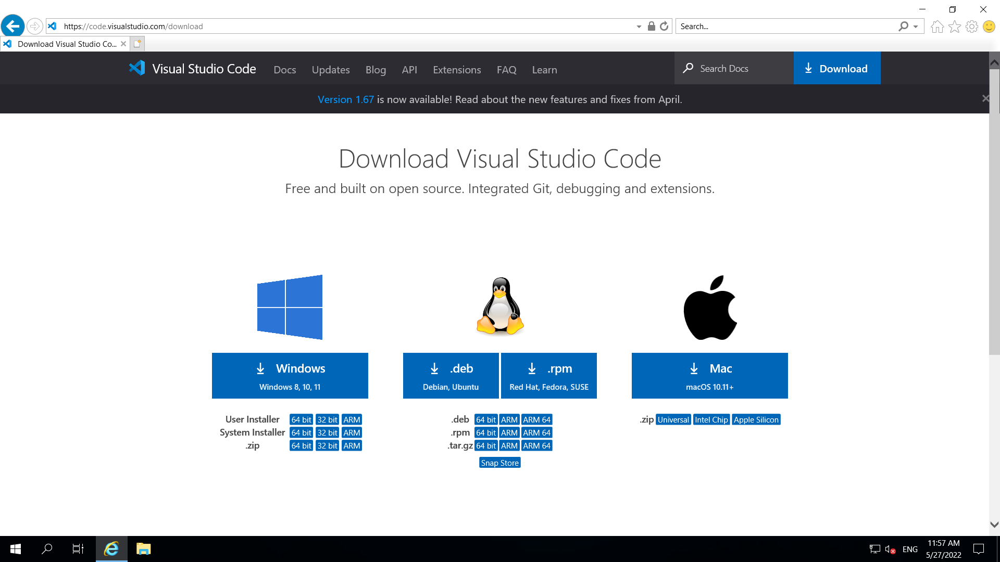 https://code.visualstudio.com/download
Search...
Download Visual Studio Co...
Visual Studio Code
Docs
Updates
Blog
API
Extensions
FAQ
Learn
Search Docs
Download
Version 1.67 is now available! Read about the new features and fixes from April.
Download Visual Studio Code
Free and built on open source. Integrated Git, debugging and extensions.
Windows
Windows 8, 10, 11
User Installer 64 bit 32 bit ARM
System Installer 64 bit 32 bit ARM
.zip 64 bit 32 bit ARM
.deb
Debian, Ubuntu
.rpm
Red Hat, Fedora, SUSE
.deb 64 bit ARM ARM 64
.rpm 64 bit ARM ARM 64
.tar.gz 64 bit ARM ARM 64
Snap Store
Mac
macOS 10.11+
.zip Universal Intel Chip Apple Silicon
ENG
11:57 AM
5/27/2022